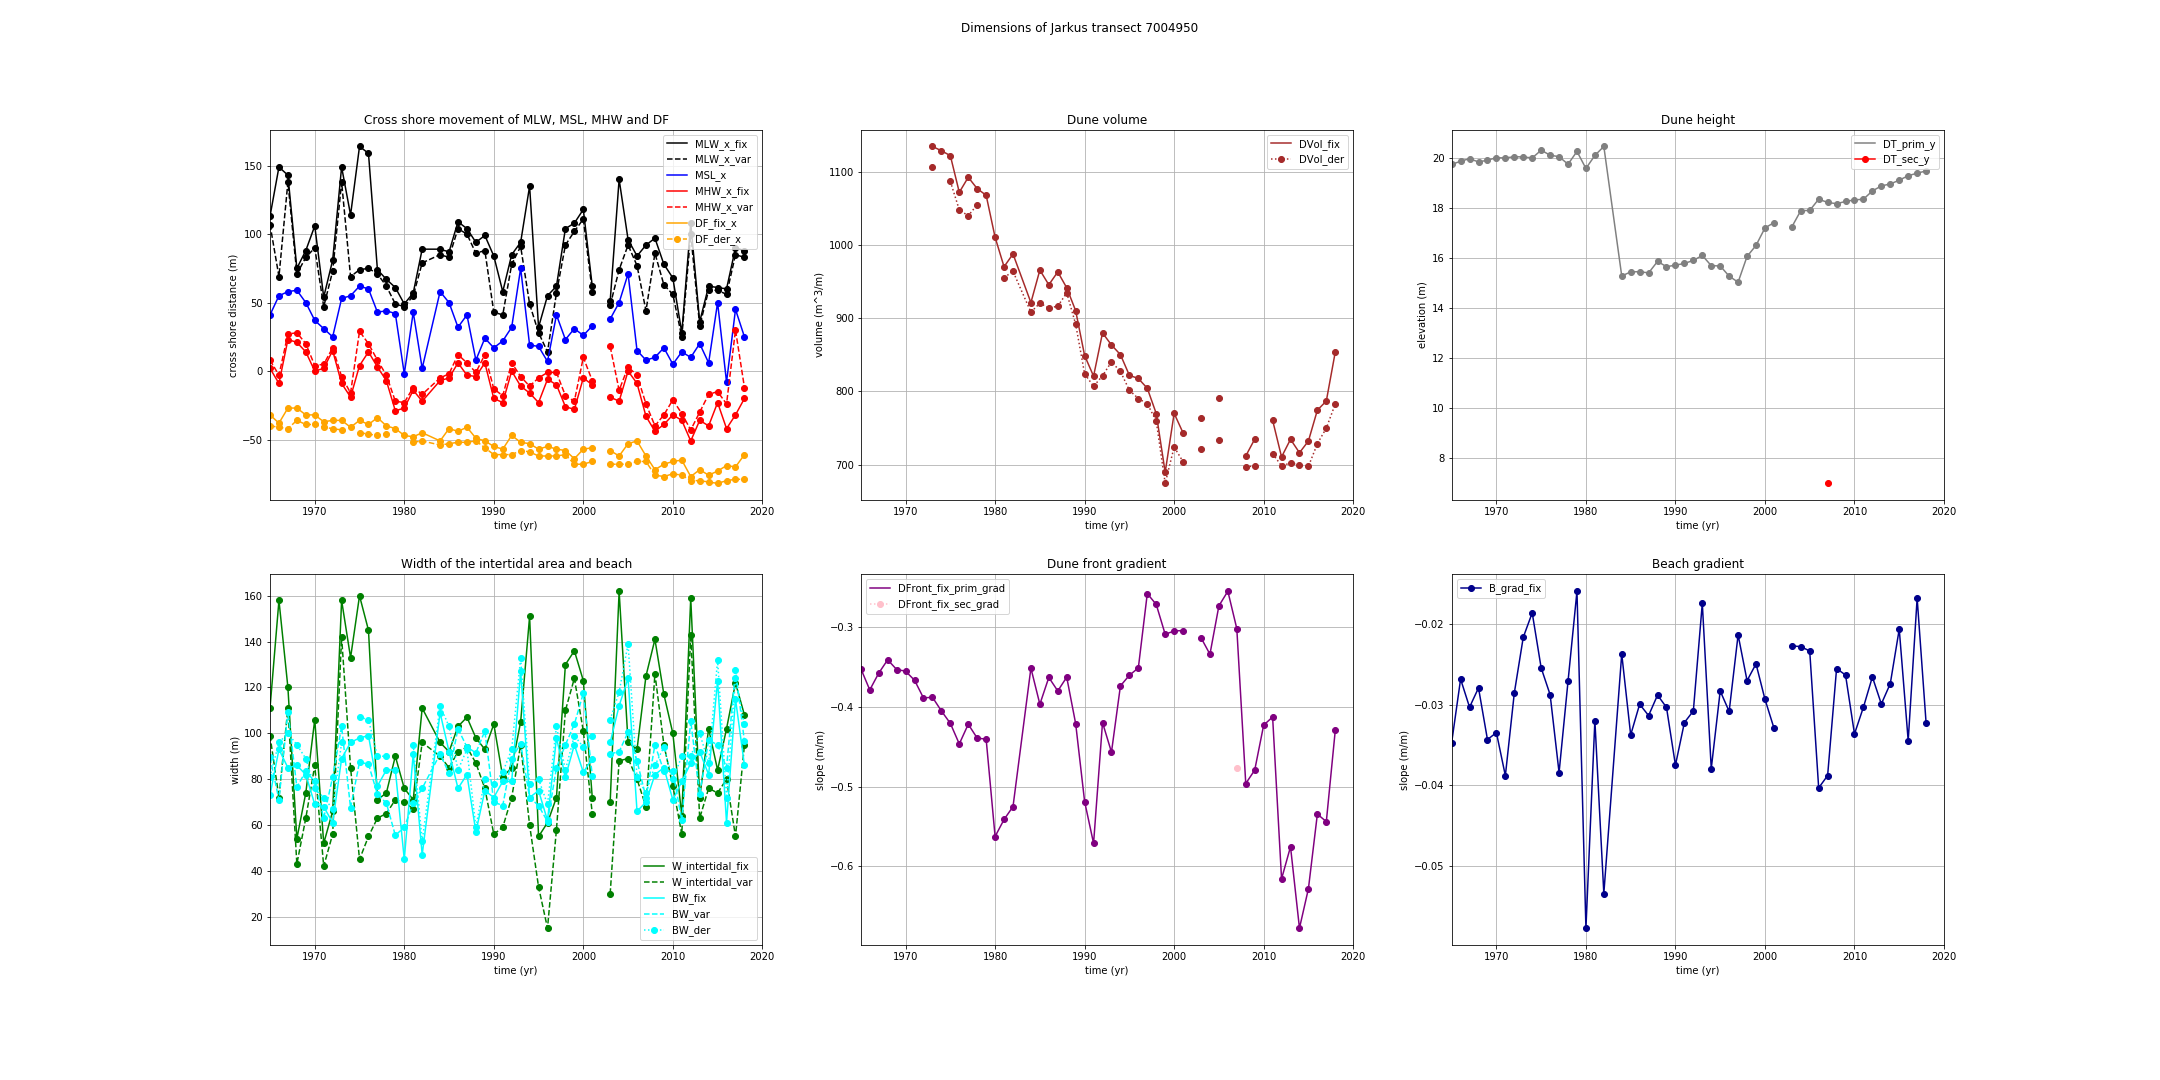 Dimensions of Jarkus transect 7004950
Cross shore movement of MLW, MSL, MHW and DF
cross shore distance (m)
150
100
50
0
−50
MLW_x_fix
MLW_x_var
MSL_x
MHW_x_fix
MHW_x_var
DF_fix_x
DF_der_x
1970 1980 1990 2000 2010 2020
time (yr)
Dune volume
volume (m^3/m)
1100
1000
900
800
700
DVol_fix
DVol_der
1970 1980 1990 2000 2010 2020
time (yr)
Dune height
elevation (m)
20
18
16
14
12
10
8
DT_prim_y
DT_sec_y
1970 1980 1990 2000 2010 2020
time (yr)
Width of the intertidal area and beach
width (m)
160
140
120
100
80
60
40
20
W_intertidal_fix
W_intertidal_var
BW_fix
BW_var
BW_der
1970 1980 1990 2000 2010 2020
time (yr)
Dune front gradient
slope (m/m)
−0.3
−0.4
−0.5
−0.6
DFront_fix_prim_grad
DFront_fix_sec_grad
1970 1980 1990 2000 2010 2020
time (yr)
Beach gradient
slope (m/m)
−0.02
−0.03
−0.04
−0.05
B_grad_fix
1970 1980 1990 2000 2010 2020
time (yr)